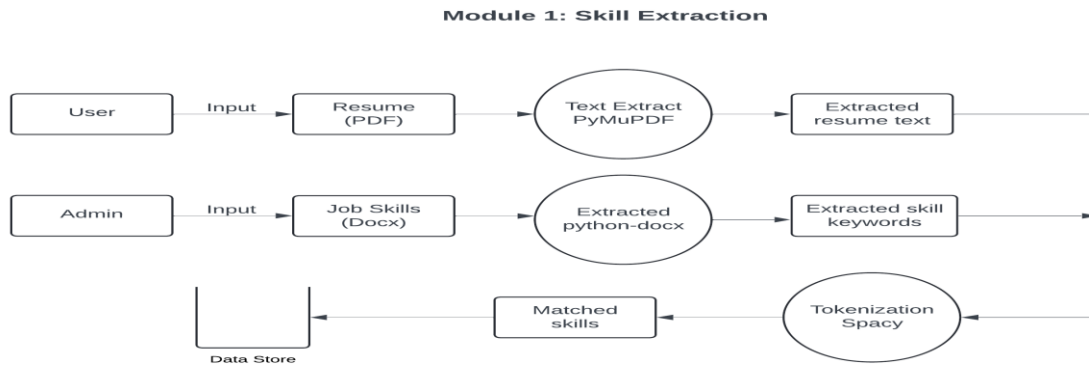 Module 1: Skill Extraction
User
Input
Resume
(PDF)
Text Extract
PyMuPDF
Extracted
resume text
Admin
Input
Job Skills
(Docx)
Extracted
python-docx
Extracted skill
keywords
Matched
skills
Tokenization
Spacy
Data Store